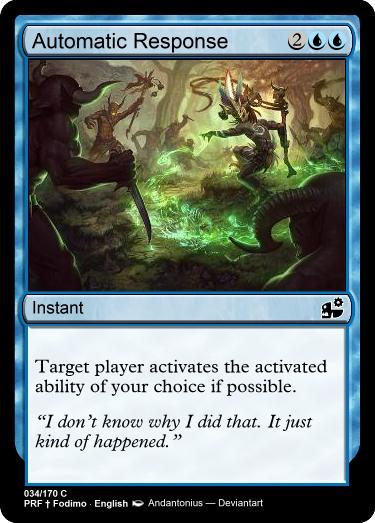 Automatic Response 2
Instant
Target player activates the activated
ability of your choice if possible.
“I don’t know why I did that. It just
kind of happened.”
034/170 C
PRF † Fodimo · English Andantonius — Deviantart